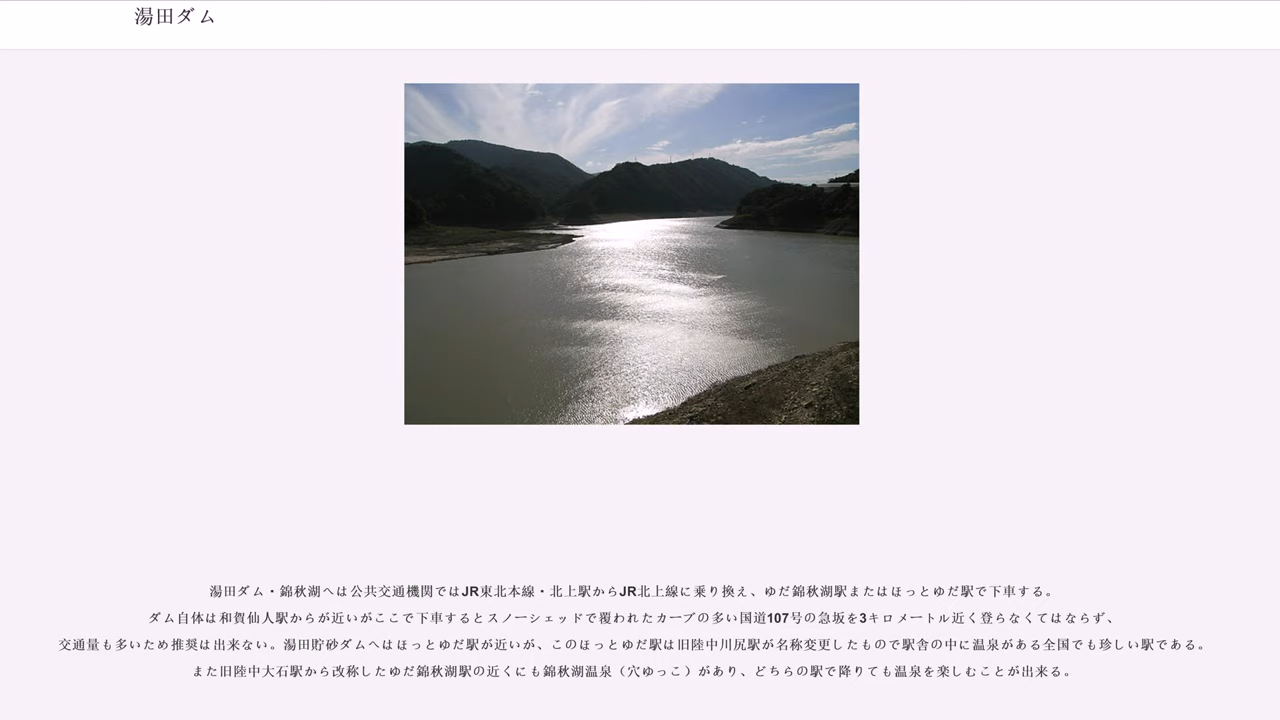 湯田ダム
湯田ダム・錦秋湖へは公共交通機関ではJR東北本線・北上駅からJR北上線に乗り換え、ゆだ錦秋湖駅またはほっとゆだ駅で下車する。
ダム自体は和賀仙人駅からが近いがここで下車するとスノーシェッドで覆われたカーブの多い国道107号の急坂を3キロメートル近く登らなくてはならず、
交通量も多いため推奨は出来ない。湯田貯砂ダムへはほっとゆだ駅が近いが、このほっとゆだ駅は旧陸中川尻駅が名称変更したもので駅舎の中に温泉がある全国でも珍しい駅である。
また旧陸中大石駅から改称したゆだ錦秋湖駅の近くにも錦秋湖温泉（穴ゆっこ）があり、どちらの駅で降りても温泉を楽しむことが出来る。